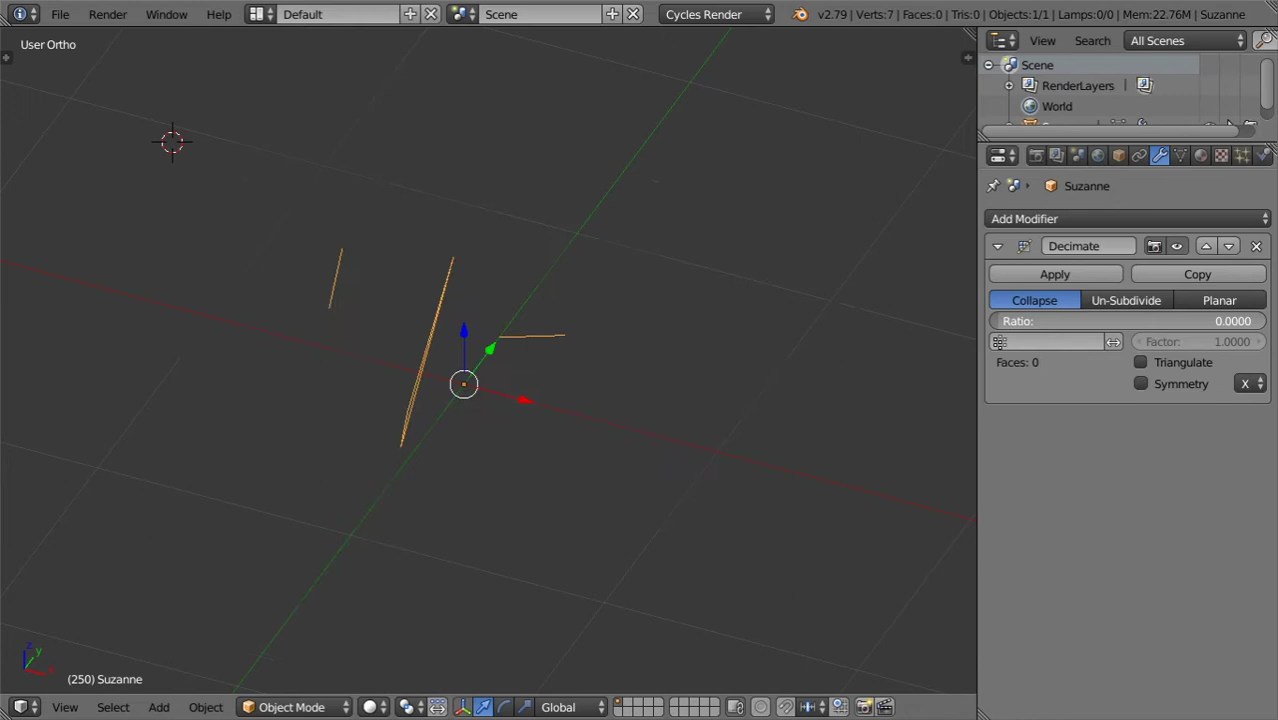 File Render Window Help Default Scene Cycles Render v2.79 | Verts:7 | Faces:0 | Tris:0 | Objects:1/1 | Lamps:0/0 | Mem:22.76M | Suzanne
User Ortho
View Search All Scenes
Scene
RenderLayers
World
Suzanne
Add Modifier
Decimate
Apply Copy
Collapse Un-Subdivide Planar
Ratio: 0.0000
Factor: 1.0000
Faces: 0 Triangulate
Symmetry X
z
y
x
(250) Suzanne
View Select Add Object Object Mode Global